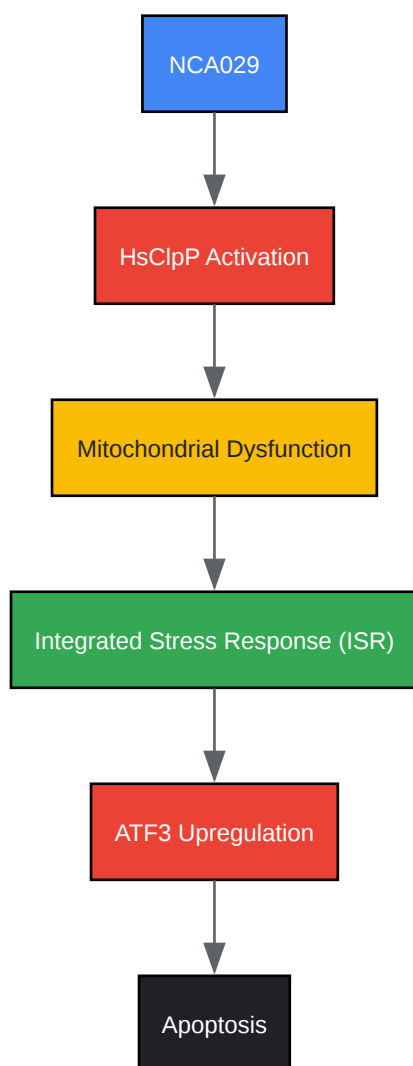 NCA029
HsClpP Activation
Mitochondrial Dysfunction
Integrated Stress Response (ISR)
ATF3 Upregulation
Apoptosis